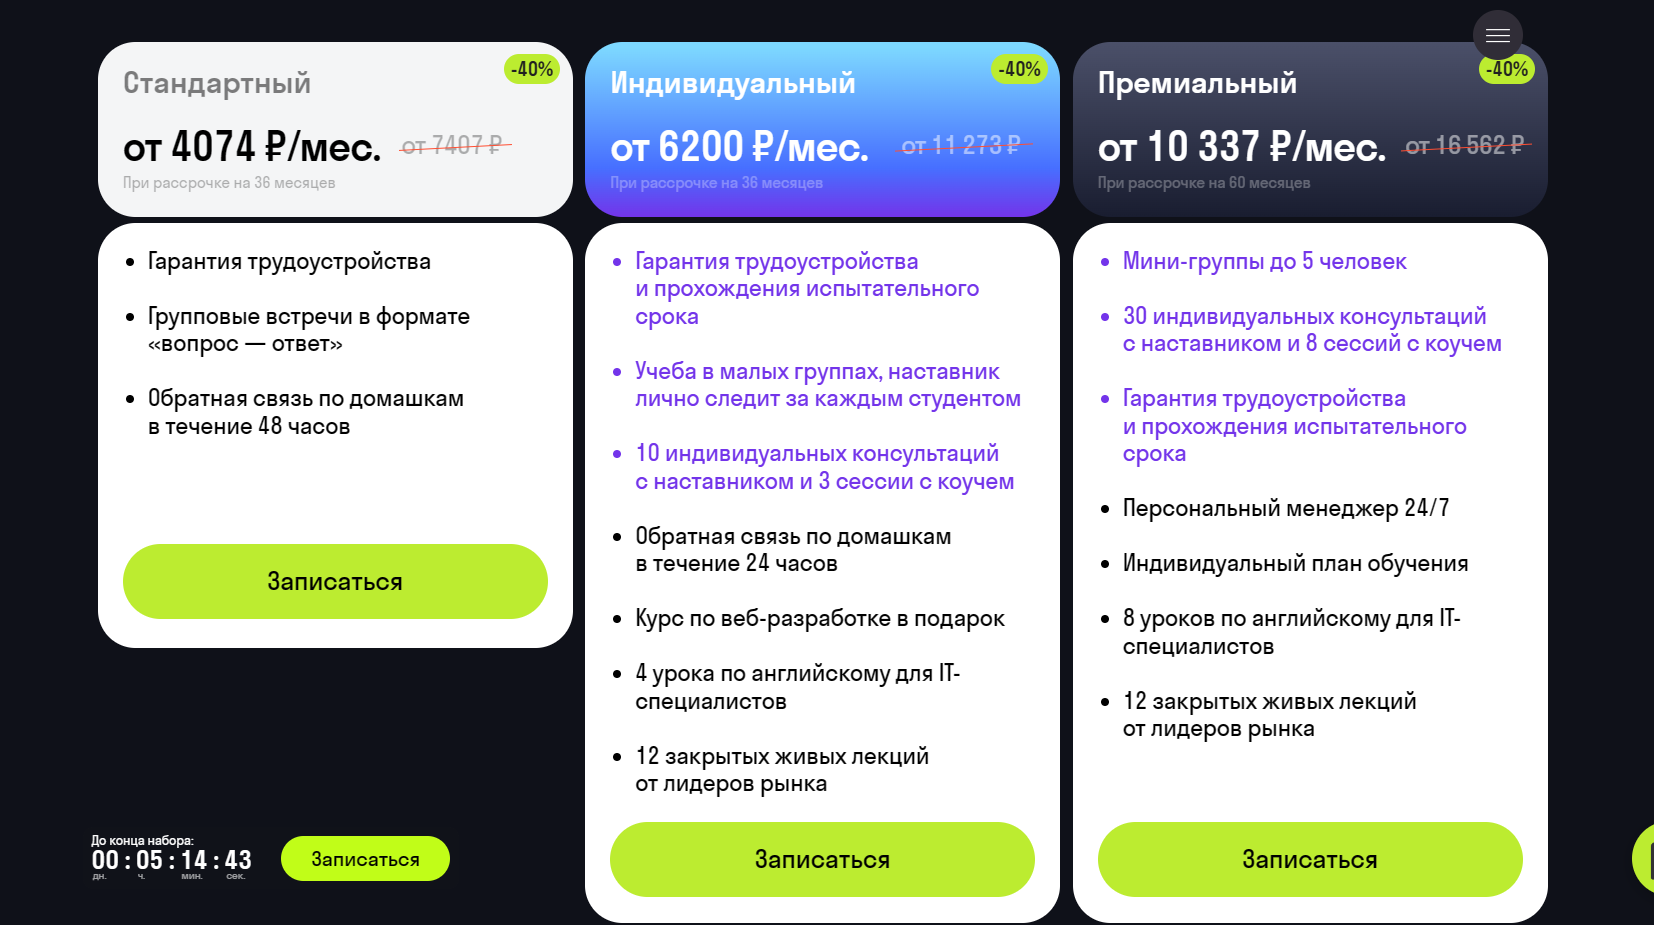 Стандартный
-40%
от 4074 ₽/мес.
от 7407 ₽
При рассрочке на 36 месяцев
Гарантия трудоустройства
Групповые встречи в формате
«вопрос — ответ»
Обратная связь по домашкам
в течение 48 часов
Записаться
Индивидуальный
-40%
от 6200 ₽/мес.
от 11 273 ₽
При рассрочке на 36 месяцев
Гарантия трудоустройства
и прохождения испытательного
срока
Учеба в малых группах, наставник
лично следит за каждым студентом
10 индивидуальных консультаций
с наставником и 3 сессии с коучем
Обратная связь по домашкам
в течение 24 часов
Курс по веб-разработке в подарок
4 урока по английскому для IT-
специалистов
12 закрытых живых лекций
от лидеров рынка
Записаться
Премиальный
-40%
от 10 337 ₽/мес.
от 16 562 ₽
При рассрочке на 60 месяцев
Мини-группы до 5 человек
30 индивидуальных консультаций
с наставником и 8 сессий с коучем
Гарантия трудоустройства
и прохождения испытательного
срока
Персональный менеджер 24/7
Индивидуальный план обучения
8 уроков по английскому для IT-
специалистов
12 закрытых живых лекций
от лидеров рынка
Записаться
До конца набора:
00 : 05 : 14 : 43
дн. ч. мин. сек.
Записаться